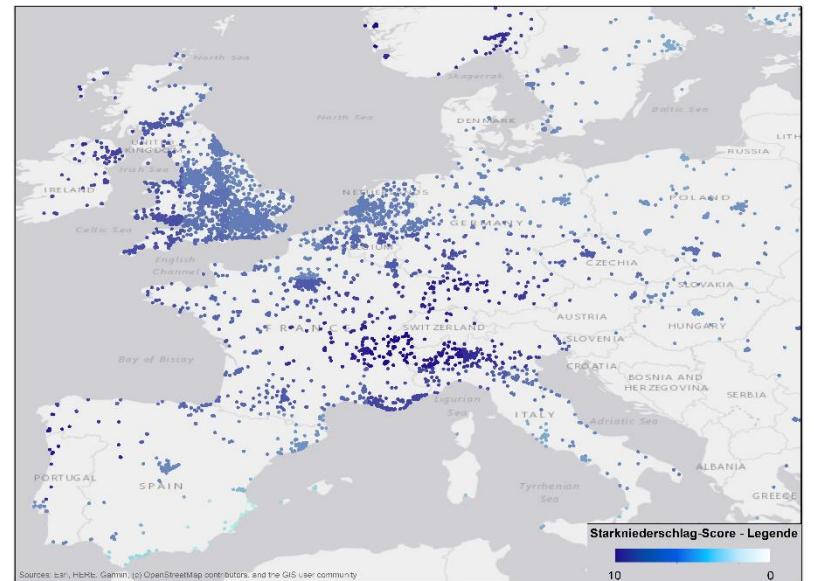 North Sea
Skagerrak
North Sea
DENMARK
Baltic Sea
LITH
UNITED
KINGDOM
RUSSIA
Irish Sea
IRELAND
NETHERLANDS
POLAND
Celtic Sea
GERMANY
BELGIUM
English
Channel
CZECHIA
SLOVAKIA
AUSTRIA
FRANCE
SWITZERLAND
HUNGARY
SLOVENIA
Bay of Biscay
CROATIA
BOSNIA AND
HERZEGOVINA
SERBIA
Ligurian
Sea
ITALY
Adriatic Sea
PORTUGAL
SPAIN
ALBANIA
Tyrrhenian
Sea
GREECE
Starkniederschlag-Score - Legende
10 0
Sources: Esri, HERE, Garmin, (c) OpenStreetMap contributors, and the GIS user community